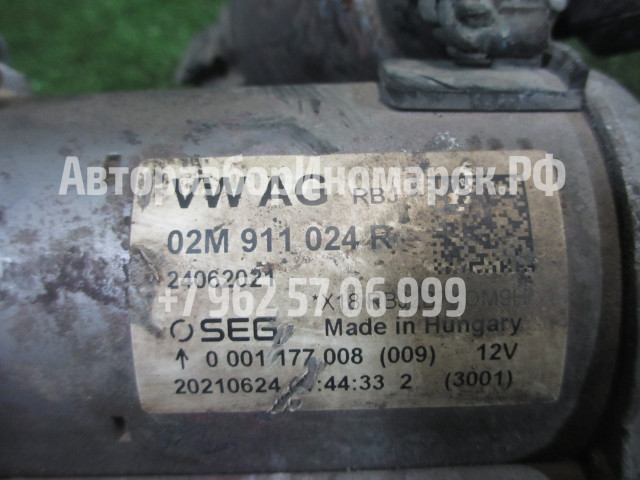 VW AG RBJ
АвторазборИномарок.РФ
02M 911 024 R
24062021
+7 962 57 06 999
SEG Made in Hungary
↑ 0 001 177 008 (009) 12V
20210624 :44:33 2 (3001)